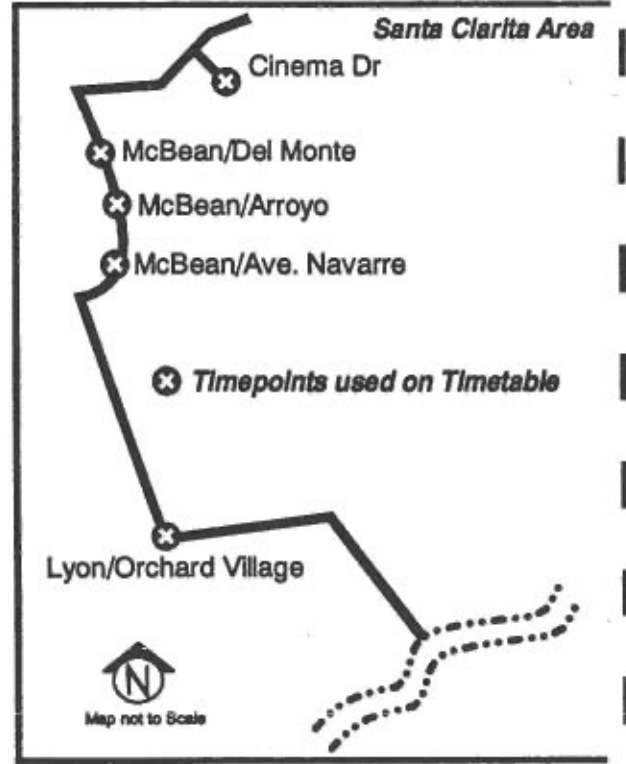 Santa Clarita Area
Cinema Dr
McBean/Del Monte
McBean/Arroyo
McBean/Ave. Navarre
Timepoints used on Timetable
Lyon/Orchard Village
N
Map not to Scale